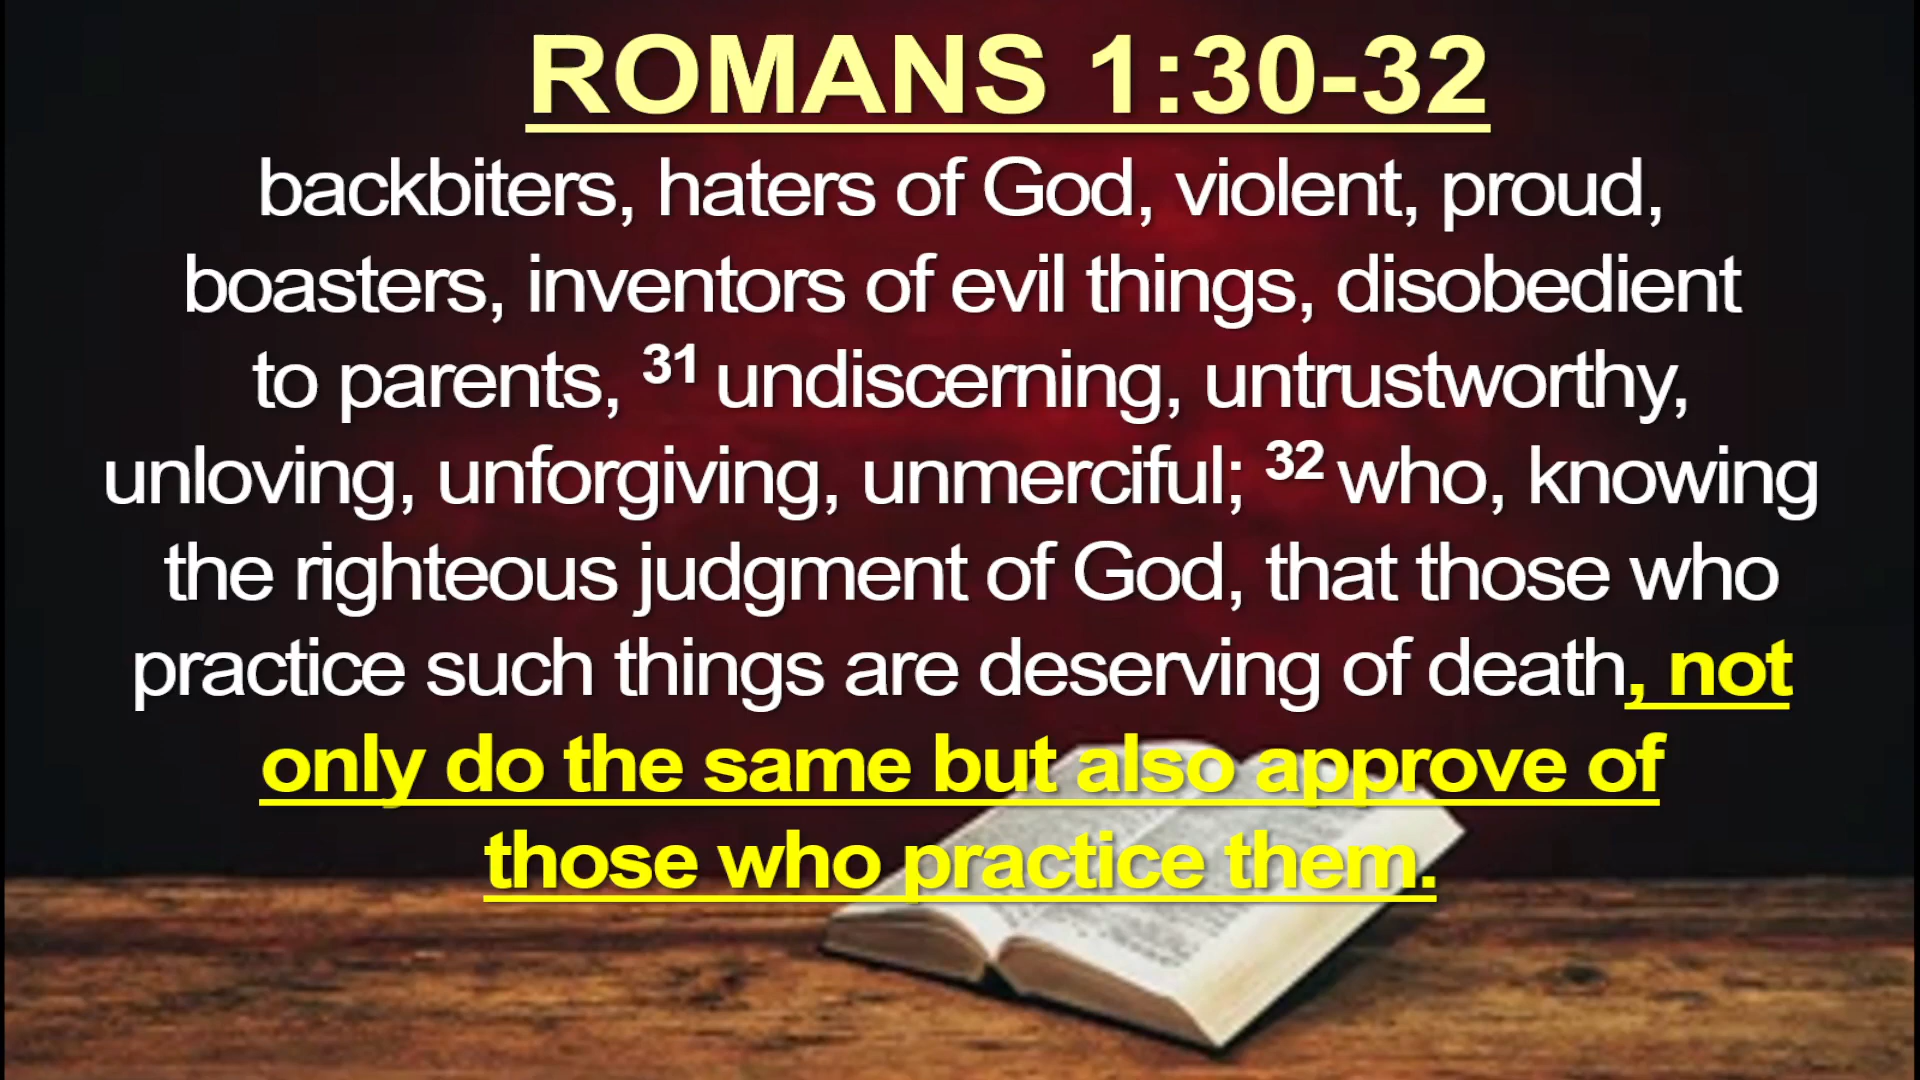 ROMANS 1:30-32
backbiters, haters of God, violent, proud,
boasters, inventors of evil things, disobedient
to parents, 31 undiscerning, untrustworthy,
unloving, unforgiving, unmerciful; 32 who, knowing
the righteous judgment of God, that those who
practice such things are deserving of death, not
only do the same but also approve of
those who practice them.